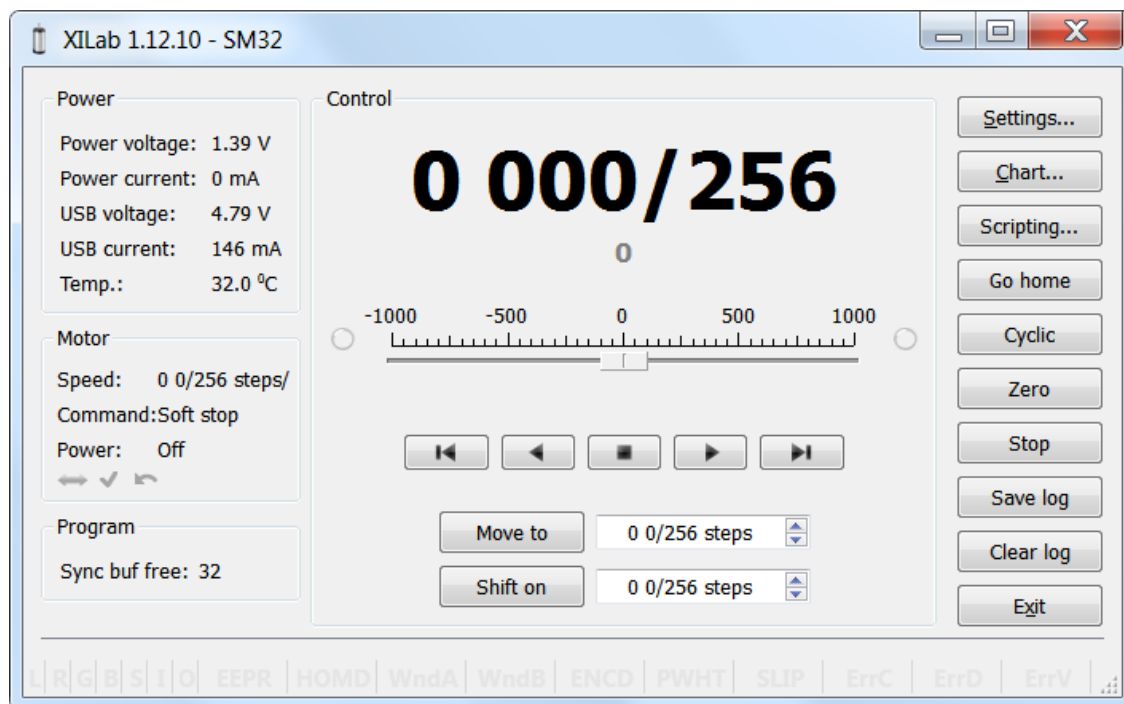 XILab 1.12.10 - SM32
Power
Power voltage: 1.39 V
Power current: 0 mA
USB voltage: 4.79 V
USB current: 146 mA
Temp.: 32.0 ⁰C
Motor
Speed: 0 0/256 steps/
Command:Soft stop
Power: Off
Program
Sync buf free: 32
Control
0 000/256
0
-1000 -500 0 500 1000
Move to 0 0/256 steps
Shift on 0 0/256 steps
Settings...
Chart...
Scripting...
Go home
Cyclic
Zero
Stop
Save log
Clear log
Exit
L R G B S I O EEPR HOMD WndA WndB ENCD PWHT SLIP ErrC ErrD ErrV